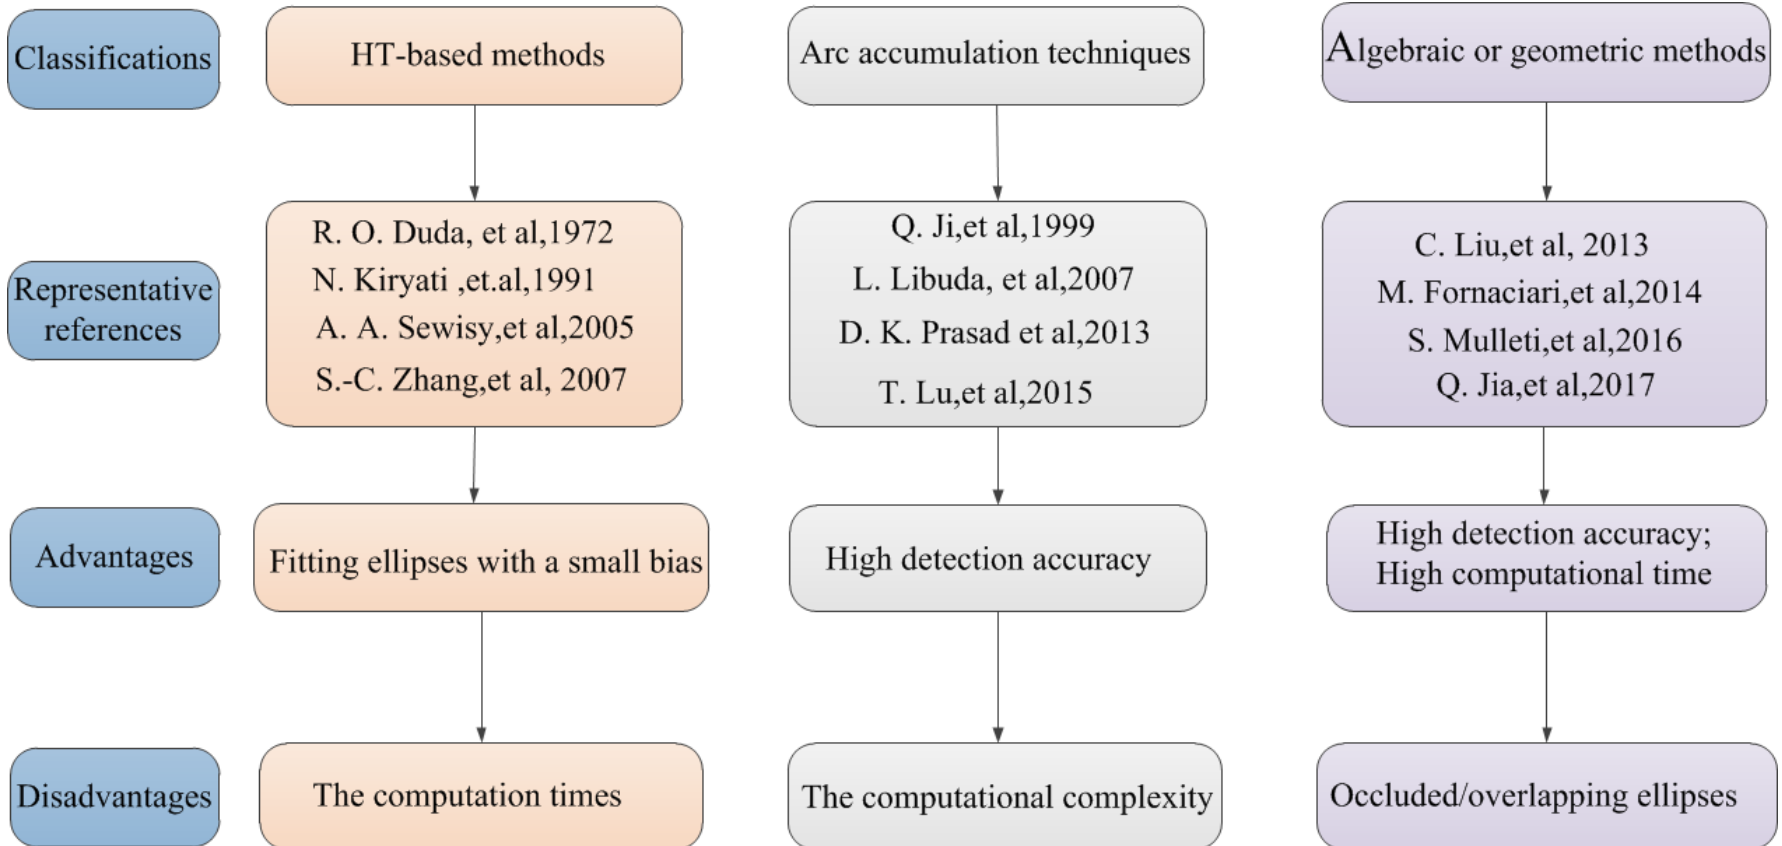 Classifications
HT-based methods
Arc accumulation techniques
Algebraic or geometric methods
Representative
references
R. O. Duda, et al,1972
N. Kiryati ,et.al,1991
A. A. Sewisy,et al,2005
S.-C. Zhang,et al, 2007
Q. Ji,et al,1999
L. Libuda, et al,2007
D. K. Prasad et al,2013
T. Lu,et al,2015
C. Liu,et al, 2013
M. Fornaciari,et al,2014
S. Mulleti,et al,2016
Q. Jia,et al,2017
Advantages
Fitting ellipses with a small bias
High detection accuracy
High detection accuracy;
High computational time
Disadvantages
The computation times
The computational complexity
Occluded/overlapping ellipses